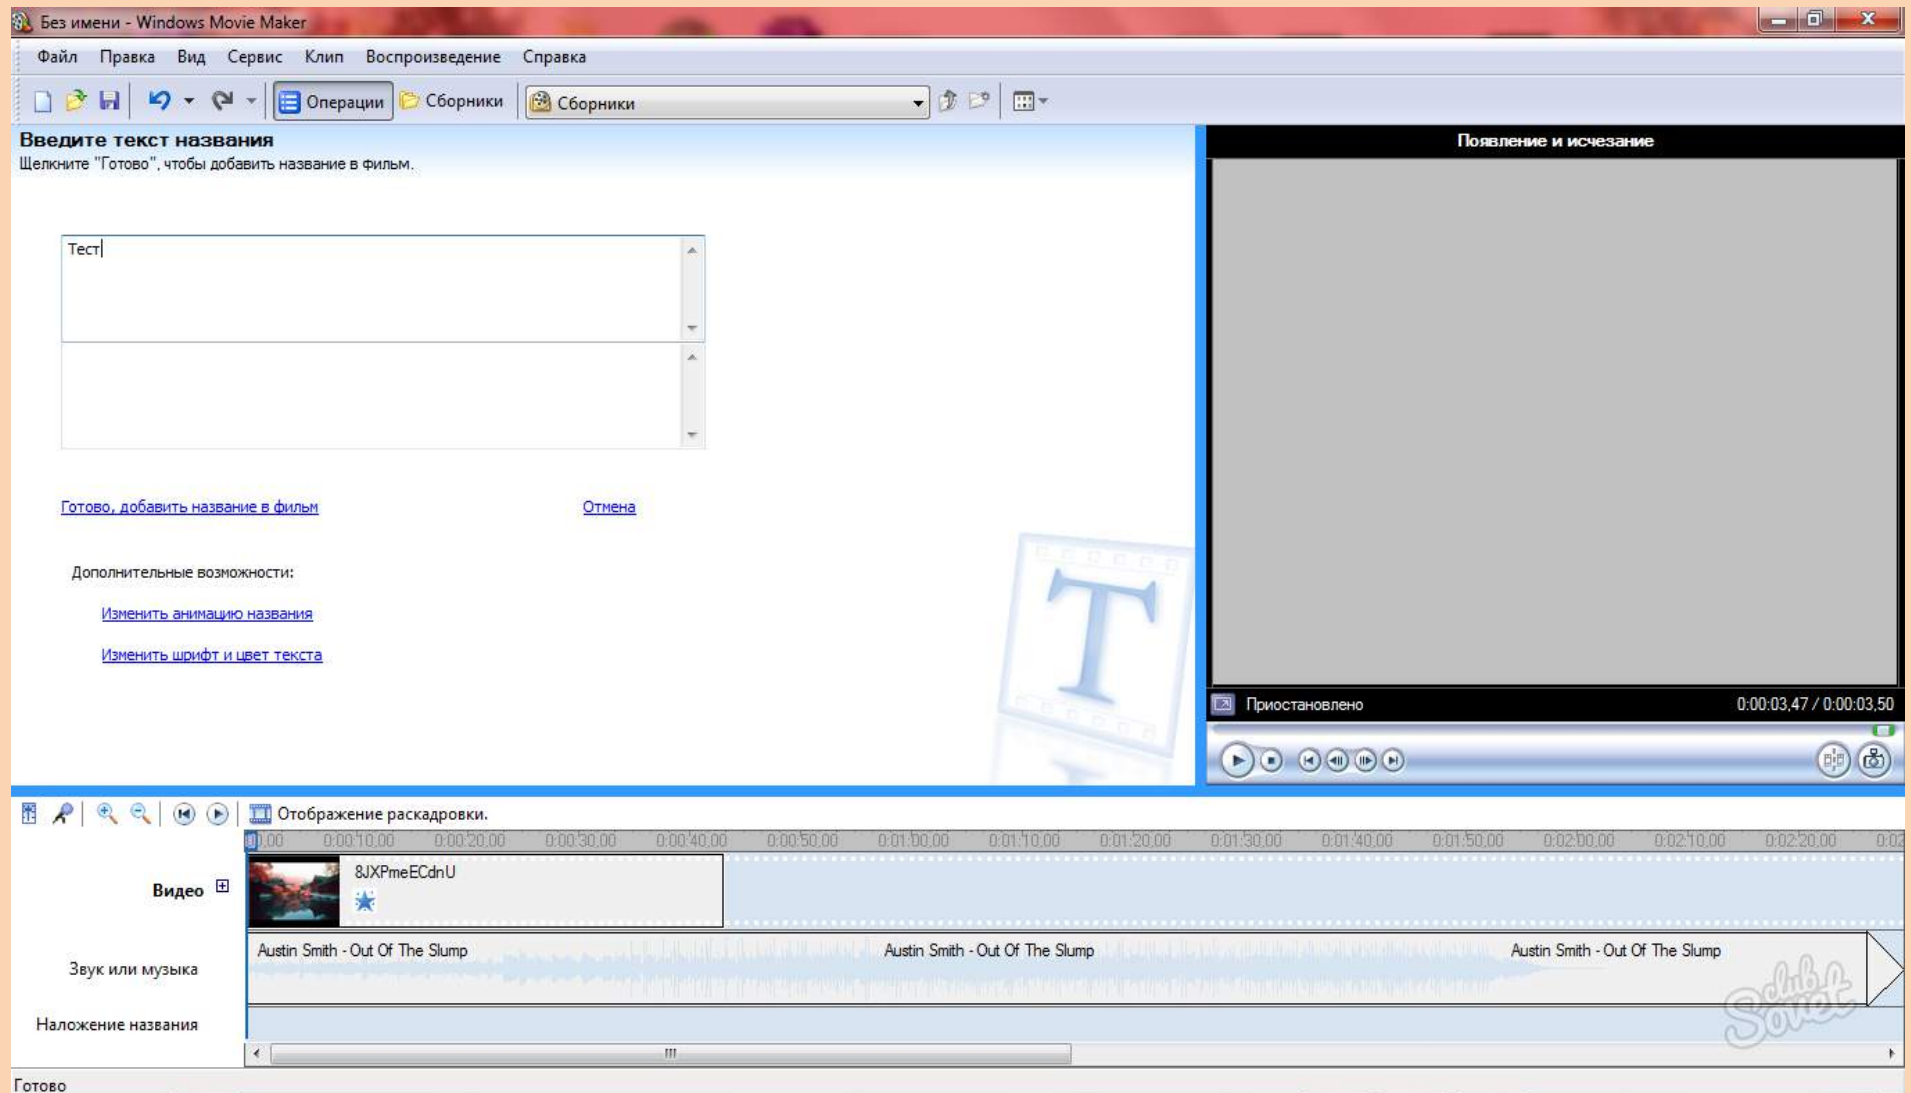 Без имени - Windows Movie Maker
Файл Правка Вид Сервис Клип Воспроизведение Справка
Операции Сборники Сборники
Введите текст названия
Щелкните "Готово", чтобы добавить название в фильм.
Появление и исчезание
Тест
Готово, добавить название в фильм Отмена
Дополнительные возможности:
Изменить анимацию названия
Изменить шрифт и цвет текста
T
Приостановлено 0:00:03,47 / 0:00:03,50
Отображение раскадровки.
0:00:10,00 0:00:20,00 0:00:30,00 0:00:40,00 0:00:50,00 0:01:00,00 0:01:10,00 0:01:20,00 0:01:30,00 0:01:40,00 0:01:50,00 0:02:00,00 0:02:10,00 0:02:20,00
Видео 8JXPmeECdnU
Звук или музыка Austin Smith - Out Of The Slump Austin Smith - Out Of The Slump Austin Smith - Out Of The Slump
Наложение названия
club
Sovet
Готово